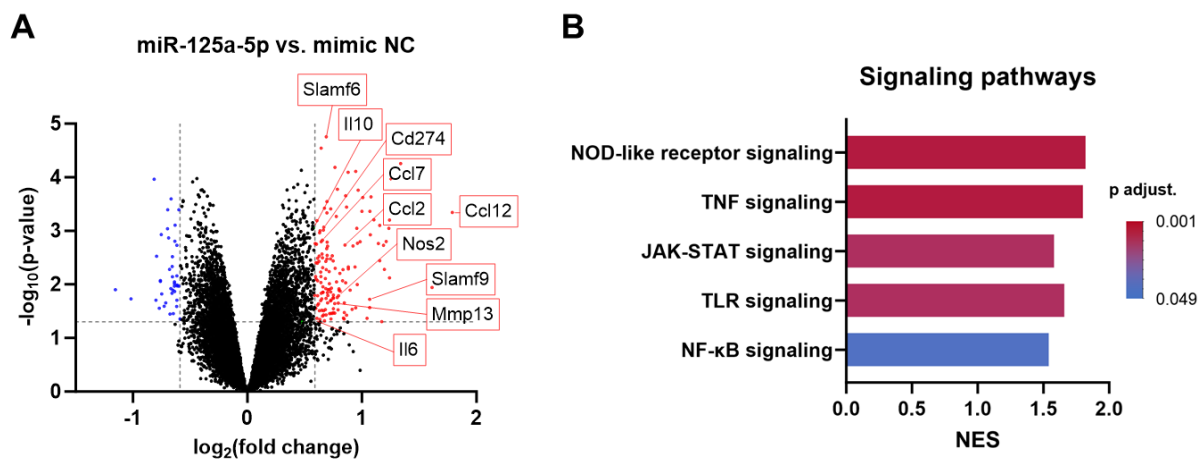 A
miR-125a-5p vs. mimic NC
Slamf6
Il10
Cd274
Ccl7
Ccl2
Ccl12
Nos2
Slamf9
Mmp13
Il6
5
4
3
2
1
0
-log₁₀(p-value)
-1
0
1
2
log₂(fold change)
B
Signaling pathways
NOD-like receptor signaling
TNF signaling
JAK-STAT signaling
TLR signaling
NF-κB signaling
0.0
0.5
1.0
1.5
2.0
NES
p adjust.
0.001
0.049